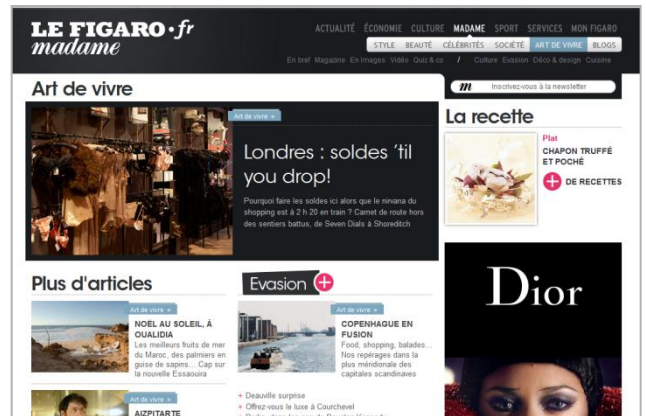 LE FIGARO·fr
madame
ACTUALITÉ ÉCONOMIE CULTURE MADAME SPORT SERVICES MON FIGARO
STYLE BEAUTÉ CÉLÉBRITÉS SOCIÉTÉ ART DE VIVRE BLOGS
En bref Magazine En images Vidéo Quiz & co / Culture Evasion Déco & design Cuisine
Art de vivre
m Inscrivez-vous à la newsletter
Art de vivre +
Londres : soldes 'til
you drop!
Pourquoi faire les soldes ici alors que le nirvana du
shopping est à 2 h 20 en train ? Carnet de route hors
des sentiers battus, de Seven Dials à Shoreditch
La recette
Plat
CHAPON TRUFFÉ
ET POCHÉ
+ DE RECETTES
Plus d'articles
Art de vivre +
NOËL AU SOLEIL, À
OUALIDIA
Les meilleurs fruits de mer
du Maroc, des palmiers en
guise de sapins... Cap sur
la nouvelle Essaouira
Art de vivre +
AIZPITARTE
Evasion +
Art de vivre +
COPENHAGUE EN
FUSION
Food, shopping, balades...
Nos repérages dans la
plus méridionale des
capitales scandinaves
+ Deauville surprise
+ Offrez-vous le luxe à Courchevel
Dior